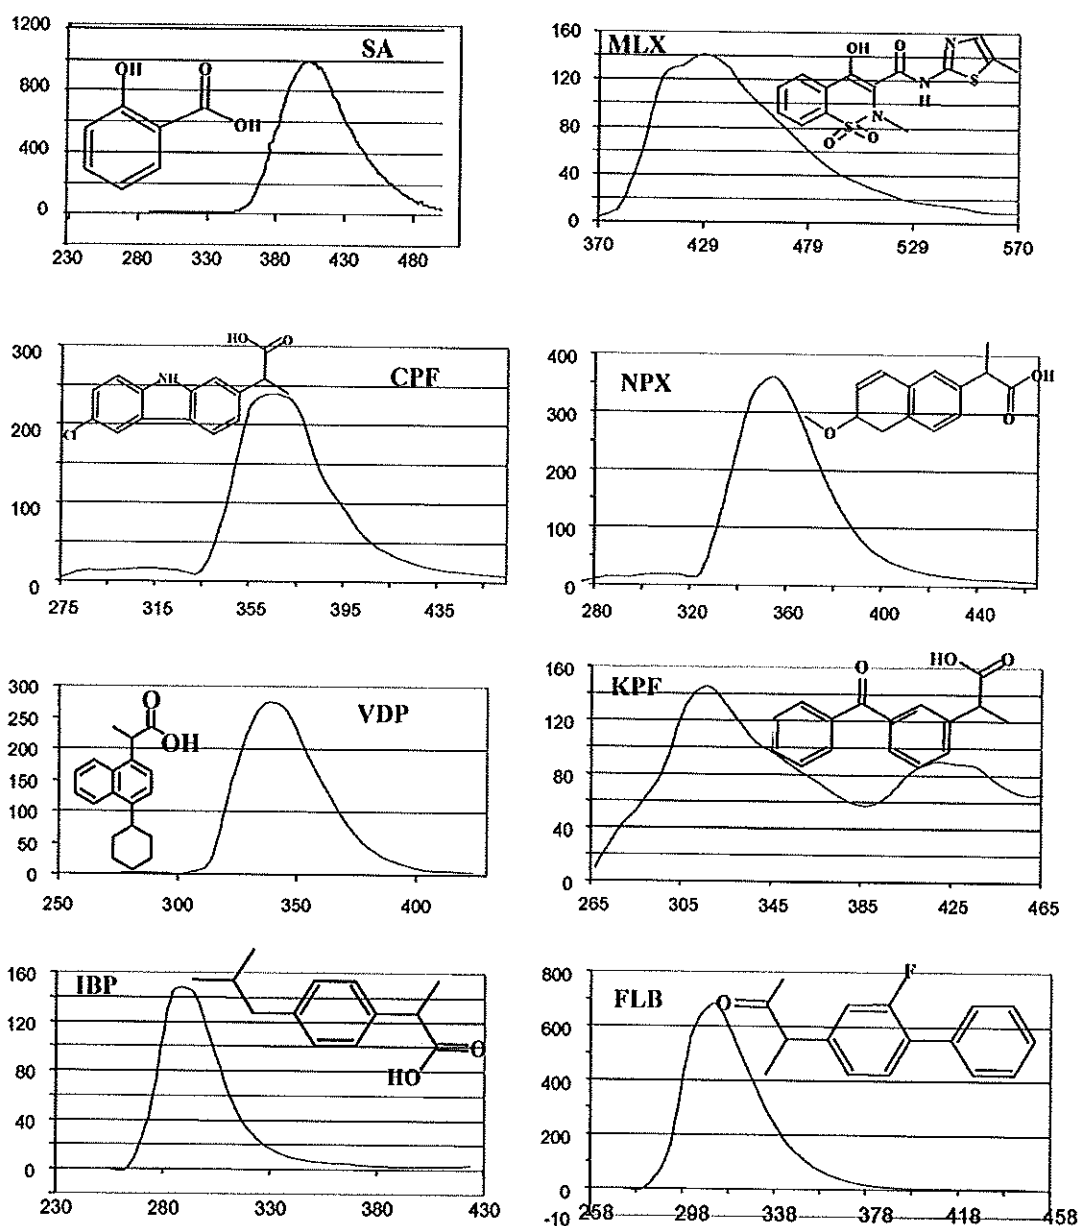 1200
SA
OH
O
OH
800
400
0
230 280 330 380 430 480
160
MLX
OH
O
N
120
N
H
S
80
N
S
O O
40
0
370 429 479 529 570
300
HO
O
NH
CPF
200
Cl
100
0
275 315 355 395 435
400
NPX
OH
300
O
O
200
100
0
280 320 360 400 440
300
O
VDP
250
OH
200
150
100
50
0
250 300 350 400
160
HO
O
O
KPF
120
80
40
0
265 305 345 385 425 465
160
IBP
120
O
HO
80
40
0
230 280 330 380 430
800
F
FLB
O
600
400
200
0
-10
258 298 338 378 418 458